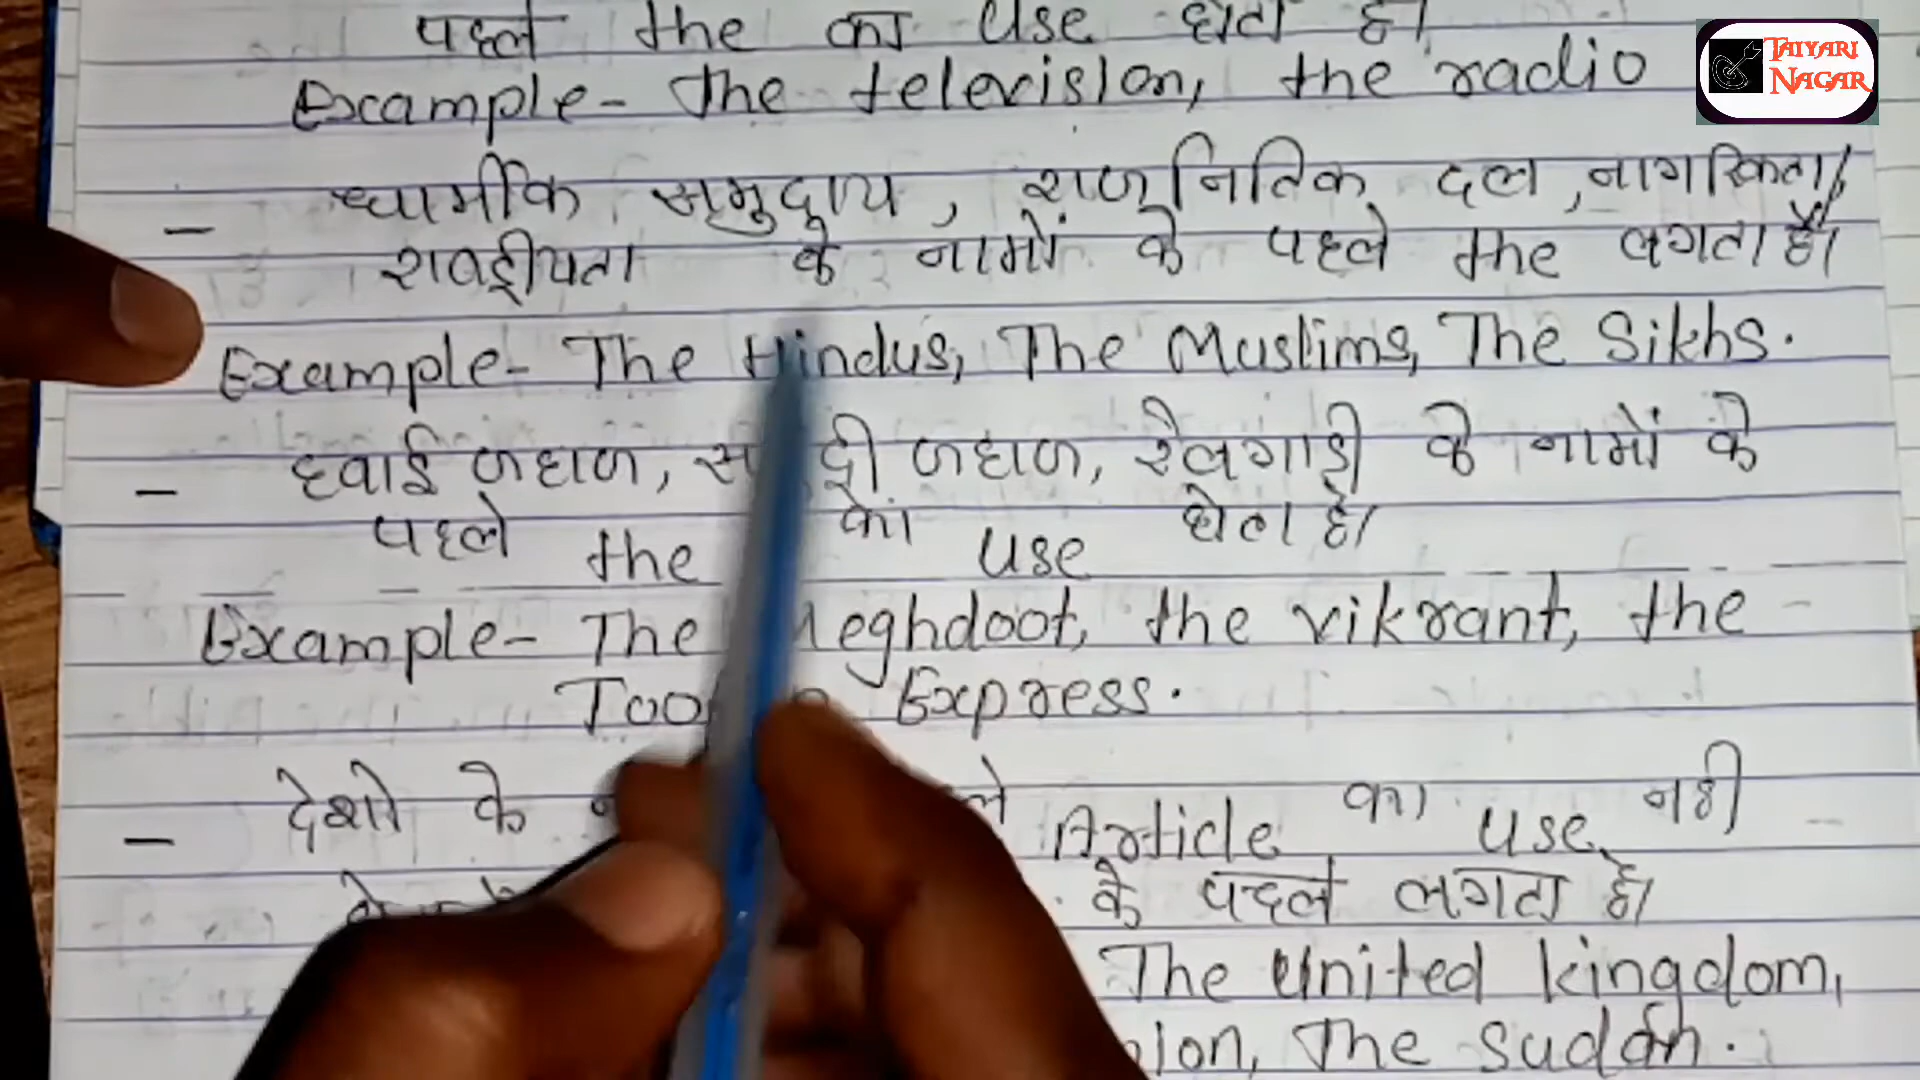 पहले the का use होता है।
Example- The television, the radio
TAIYARI NAGAR
- धार्मीक समुदाय, राजनितिक दल, नागरिकता,
राष्ट्रीयता के नामों के पहले the लगता है।
Example- The Hindus, The Muslims, The Sikhs.
- हवाई जहाज, दी जहाज, रेलगाड़ी के नामों के
पहले the का use होता है।
Example- The Meghdoot, the vikrant, the
Express.
- देशो के Article का use नही
के पहले लगता है।
The United kingdom,
The Sudan.